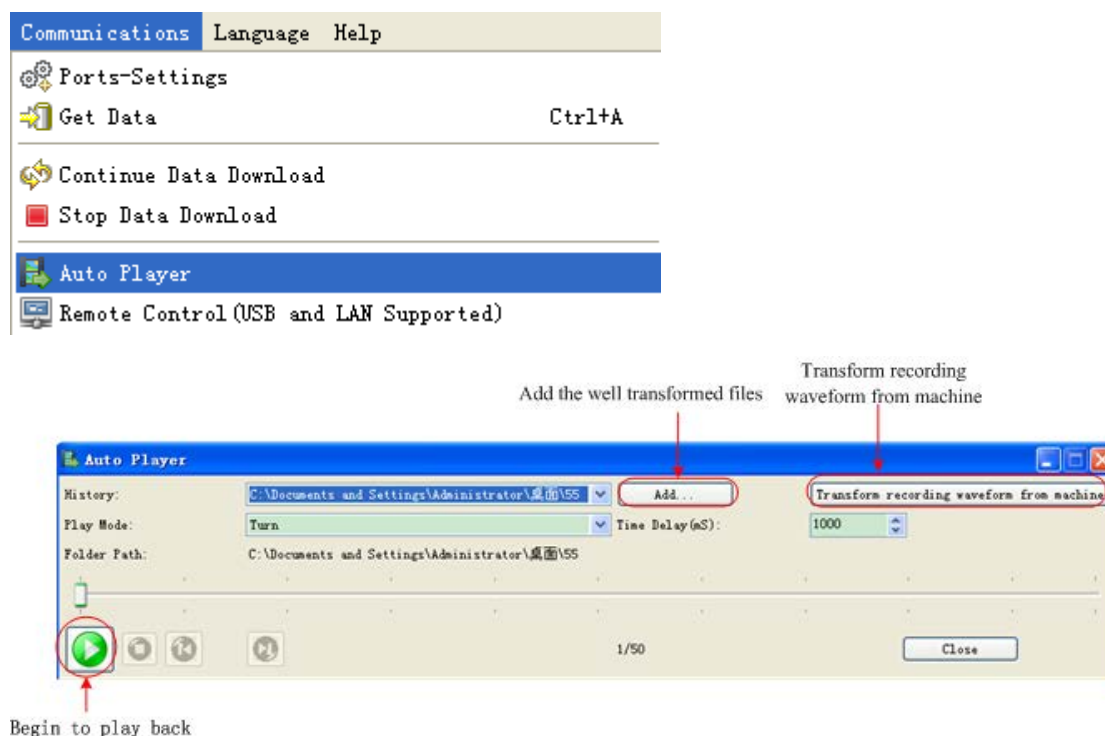 Communications Language Help
Ports-Settings
Get Data Ctrl+A
Continue Data Download
Stop Data Download
Auto Player
Remote Control(USB and LAN Supported)
Transform recording
waveform from machine
Add the well transformed files
Auto Player
History: C:\Documents and Settings\Administrator\桌面\55 Add... Transform recording waveform from machine
Play Mode: Turn Time Delay(mS): 1000
Folder Path: C:\Documents and Settings\Administrator\桌面\55
1/50 Close
Begin to play back